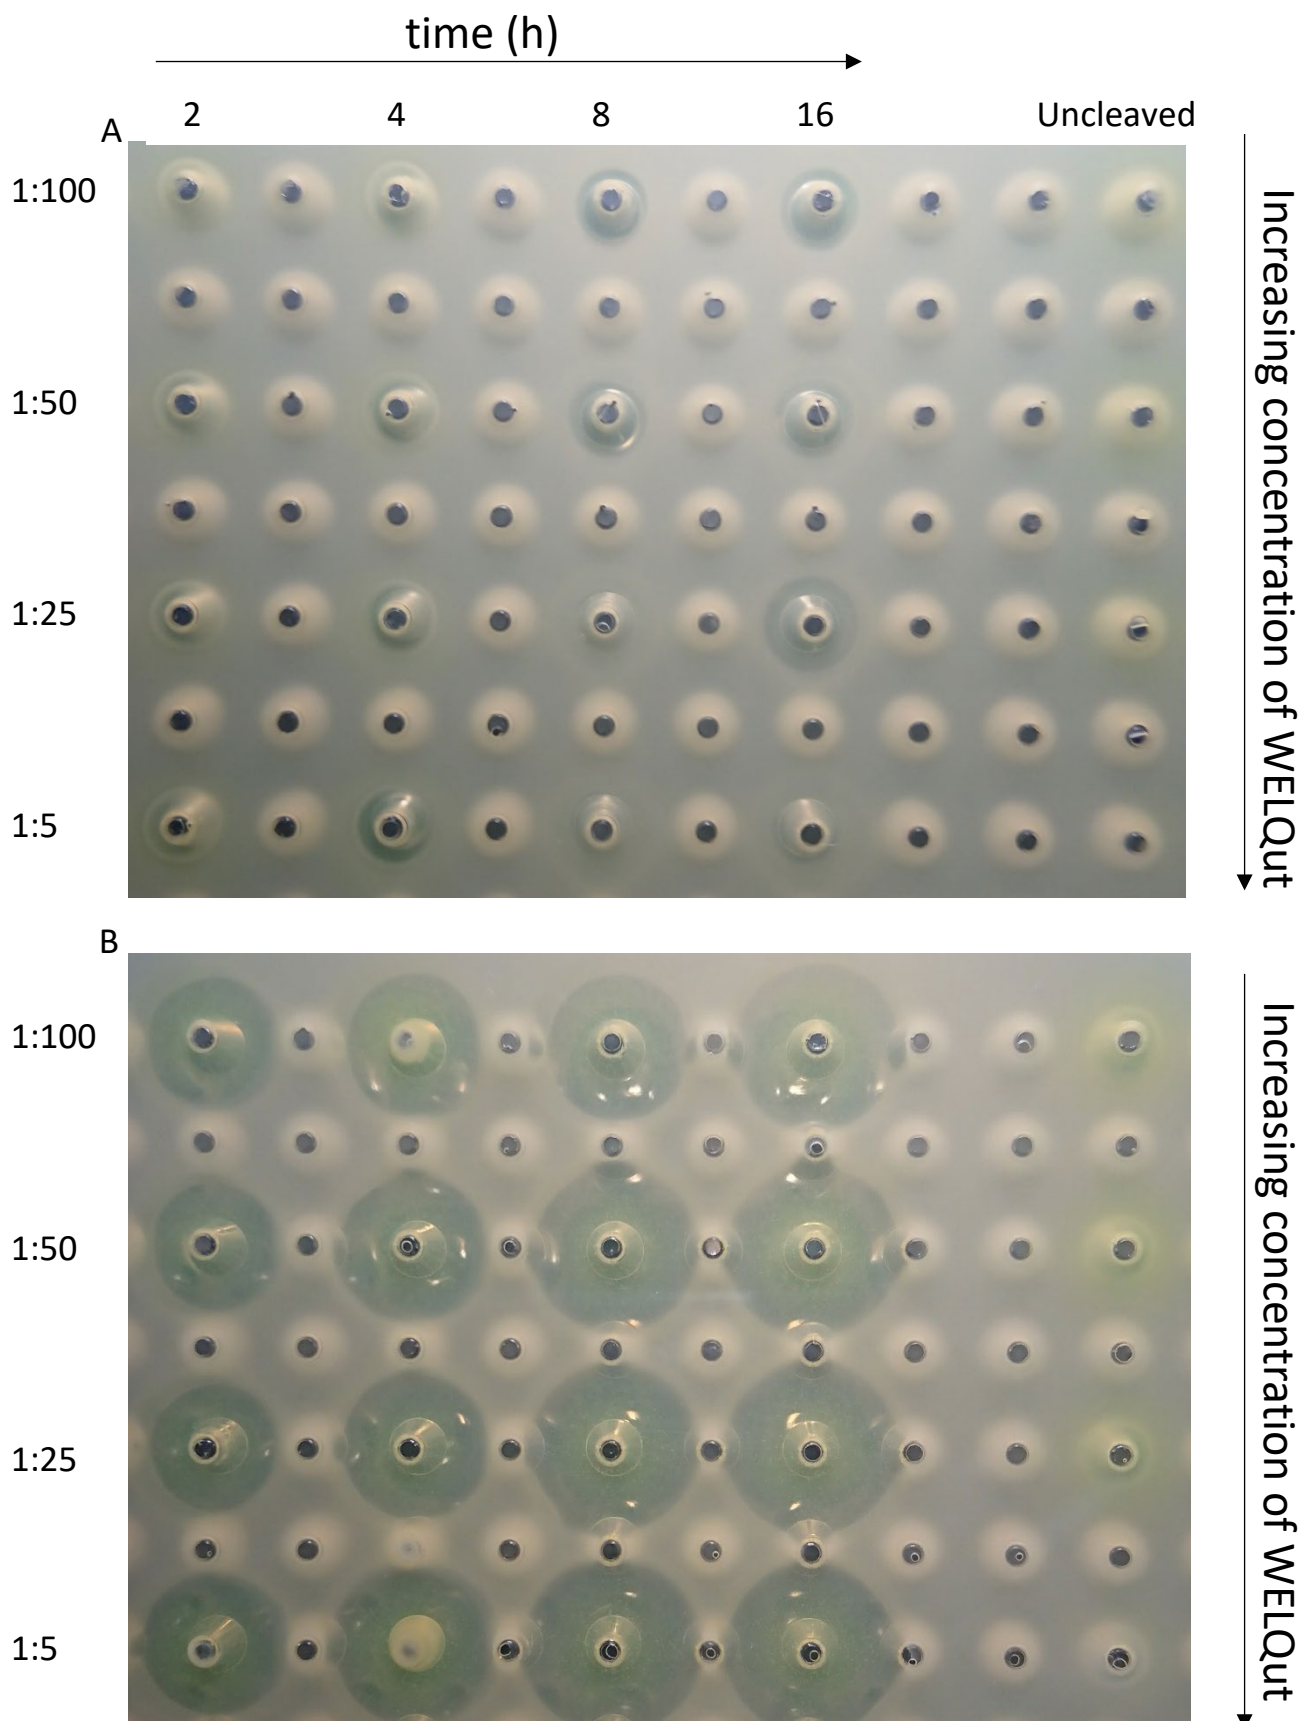 time (h)
2 4 8 16 Uncleaved
A
1:100
1:50
1:25
1:5
Increasing concentration of WELQut
B
1:100
1:50
1:25
1:5
Increasing concentration of WELQut